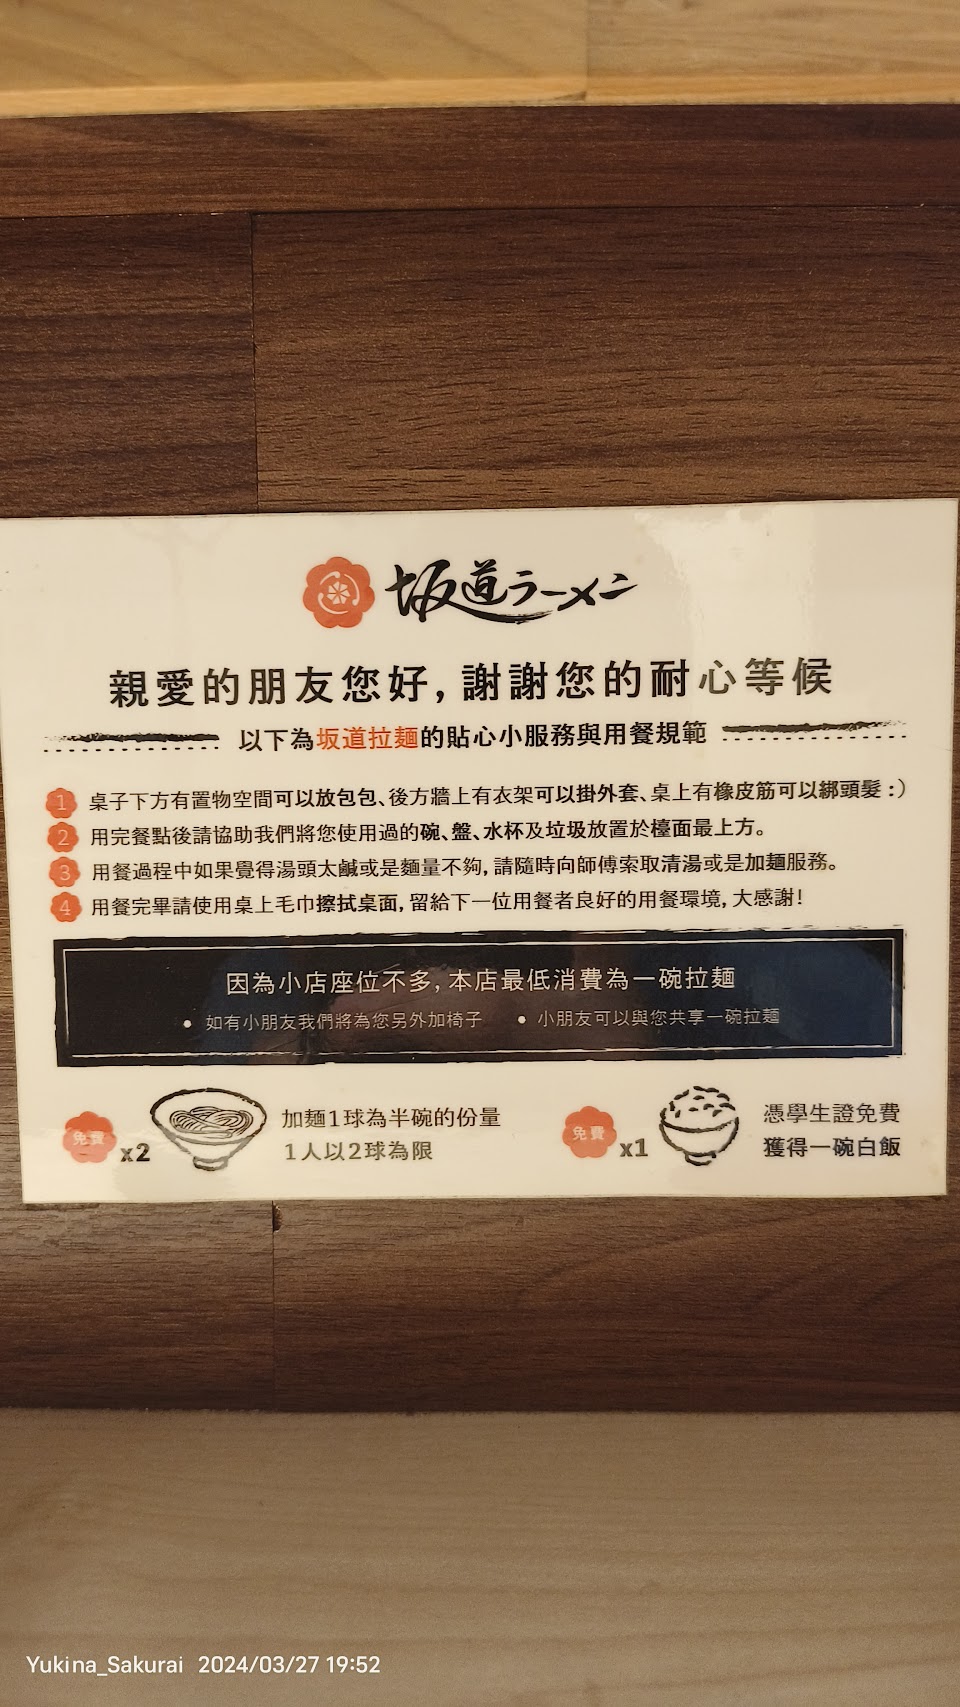 坂道ラーメン
親愛的朋友您好，謝謝您的耐心等候
以下為坂道拉麵的貼心小服務與用餐規範
1 桌子下方有置物空間可以放包包、後方牆上有衣架可以掛外套、桌上有橡皮筋可以綁頭髮：）
2 用完餐點後請協助我們將您使用過的碗、盤、水杯及垃圾放置於檯面最上方。
3 用餐過程中如果覺得湯頭太鹹或是麵量不夠，請隨時向師傅索取清湯或是加麵服務。
4 用餐完畢請使用桌上毛巾擦拭桌面，留給下一位用餐者良好的用餐環境，大感謝！
因為小店座位不多，本店最低消費為一碗拉麵
• 如有小朋友我們將為您另外加椅子 • 小朋友可以與您共享一碗拉麵
免費 x2 加麵1球為半碗的份量
1人以2球為限
免費 x1 憑學生證免費
獲得一碗白飯
Yukina_Sakurai 2024/03/27 19:52